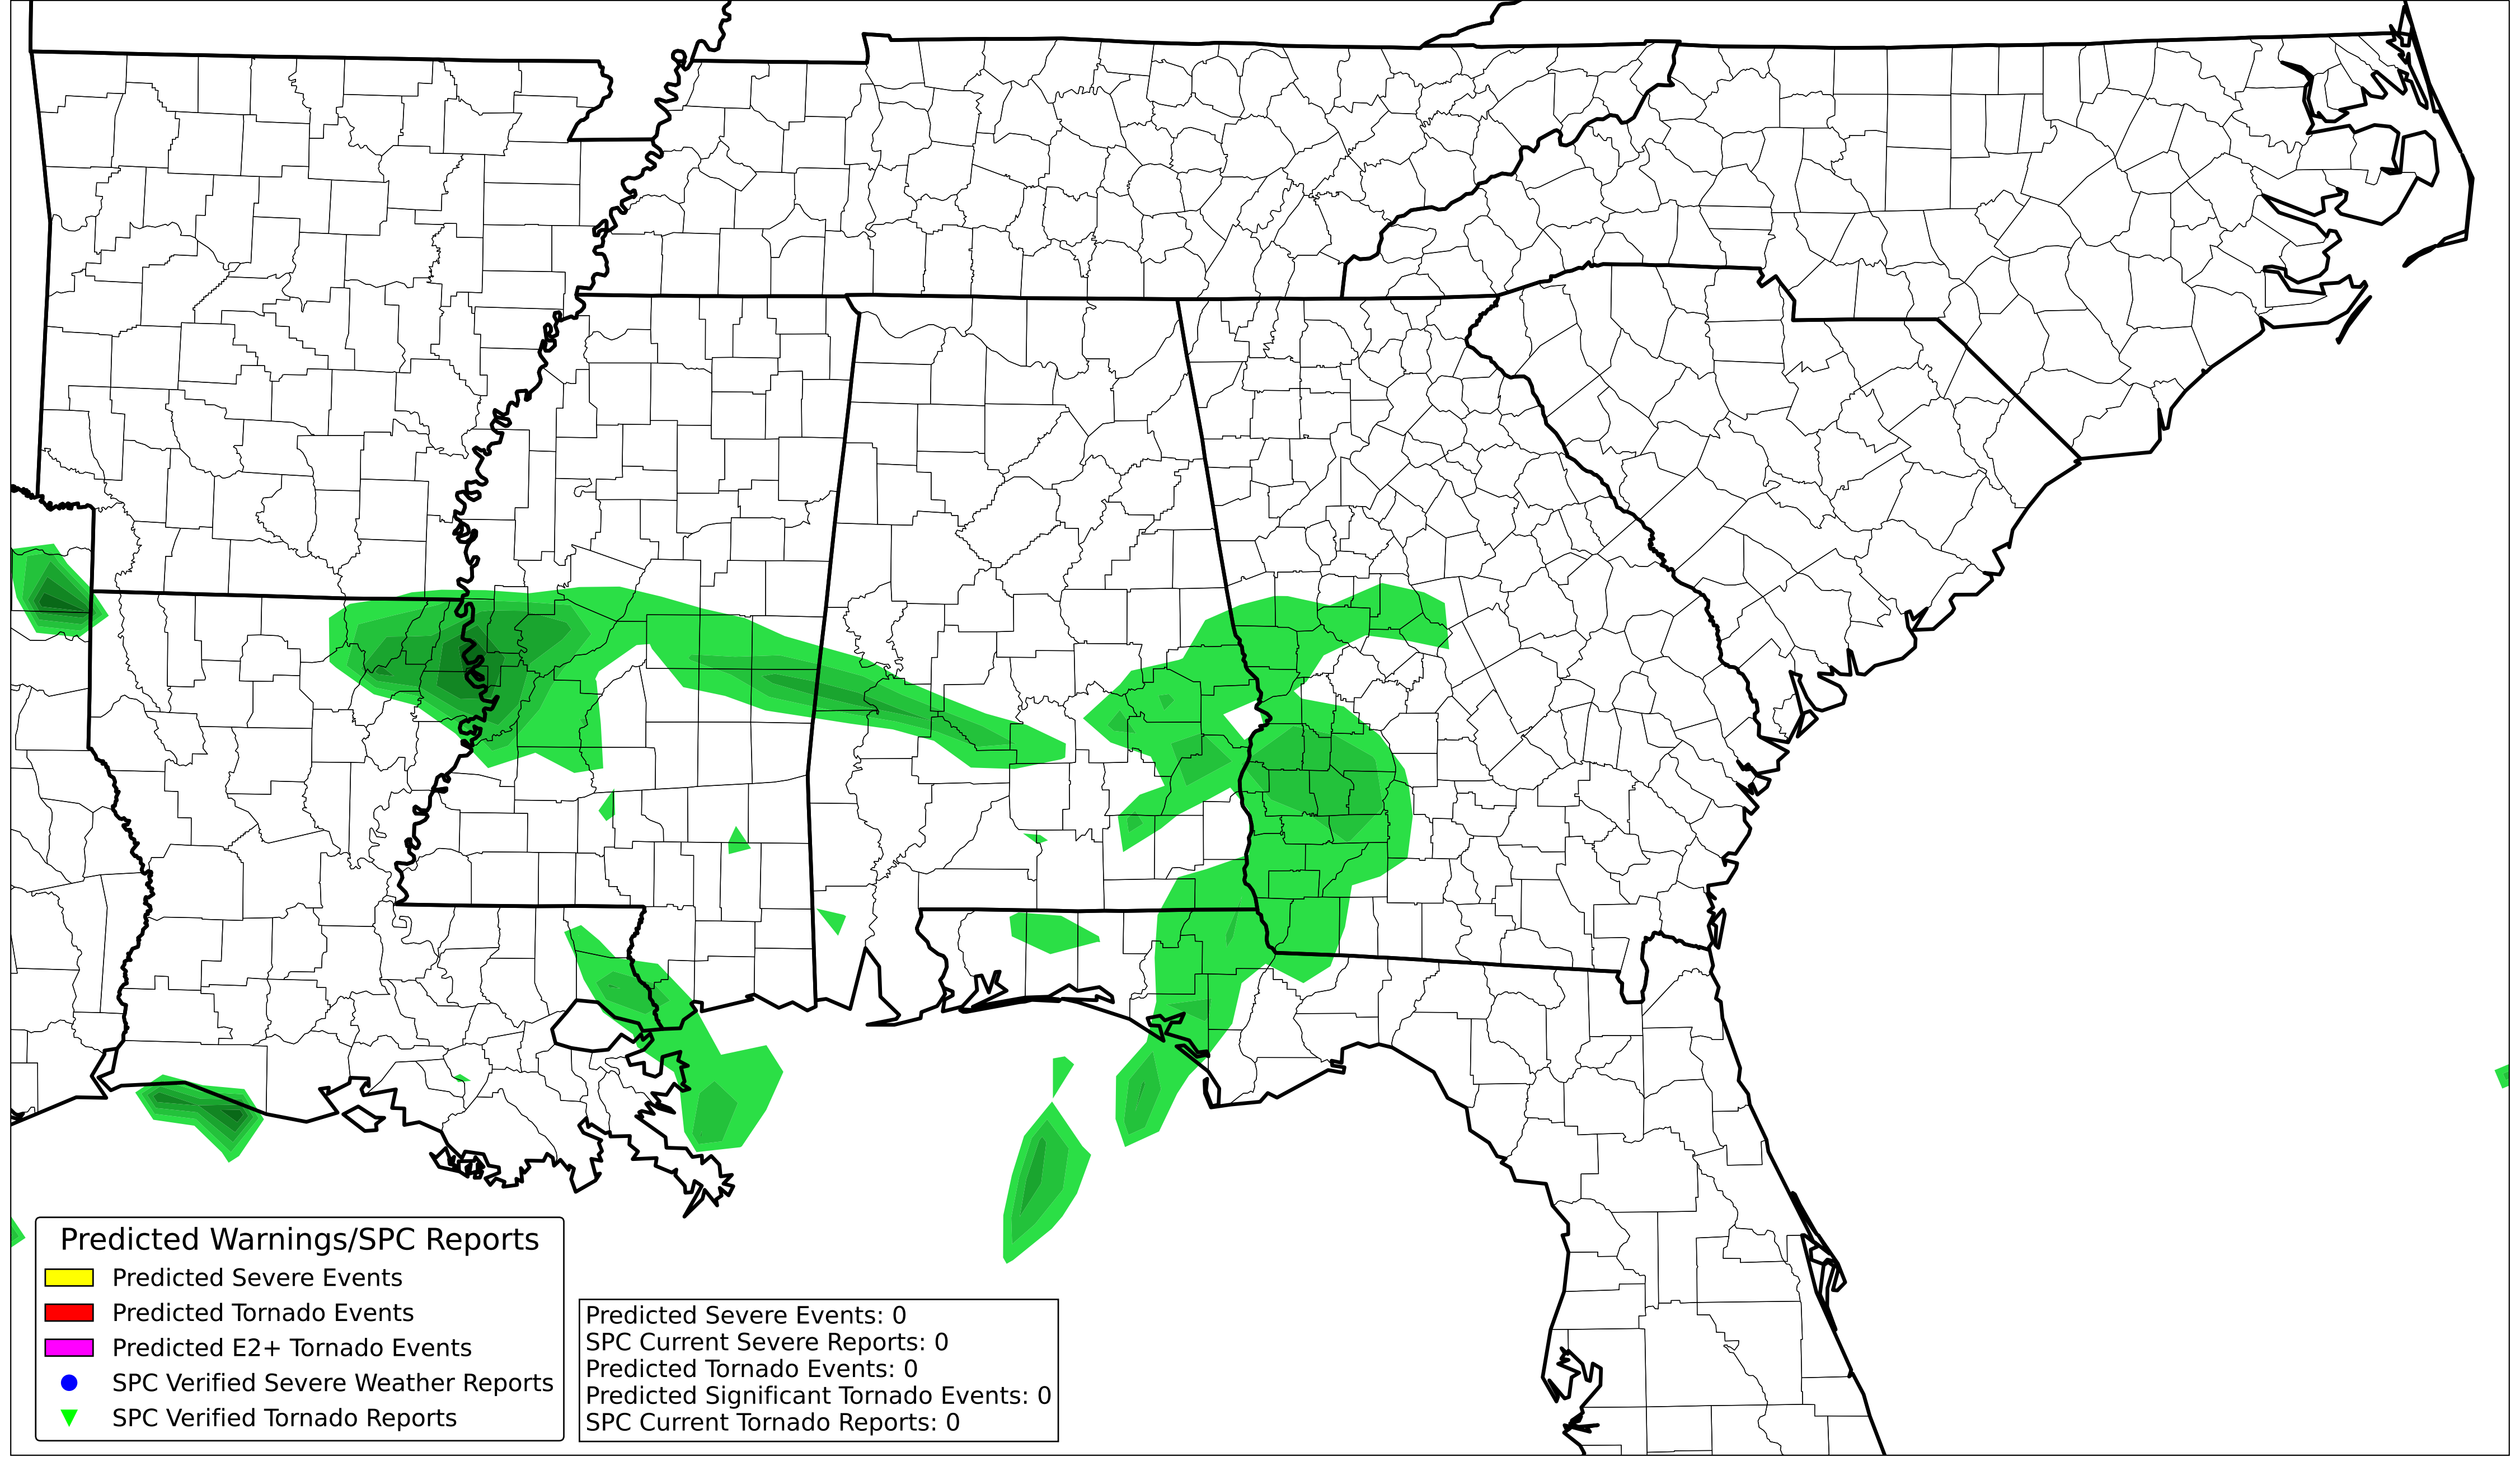 Predicted Warnings/SPC Reports
Predicted Severe Events
Predicted Tornado Events
Predicted E2+ Tornado Events
SPC Verified Severe Weather Reports
SPC Verified Tornado Reports
Predicted Severe Events: 0
SPC Current Severe Reports: 0
Predicted Tornado Events: 0
Predicted Significant Tornado Events: 0
SPC Current Tornado Reports: 0